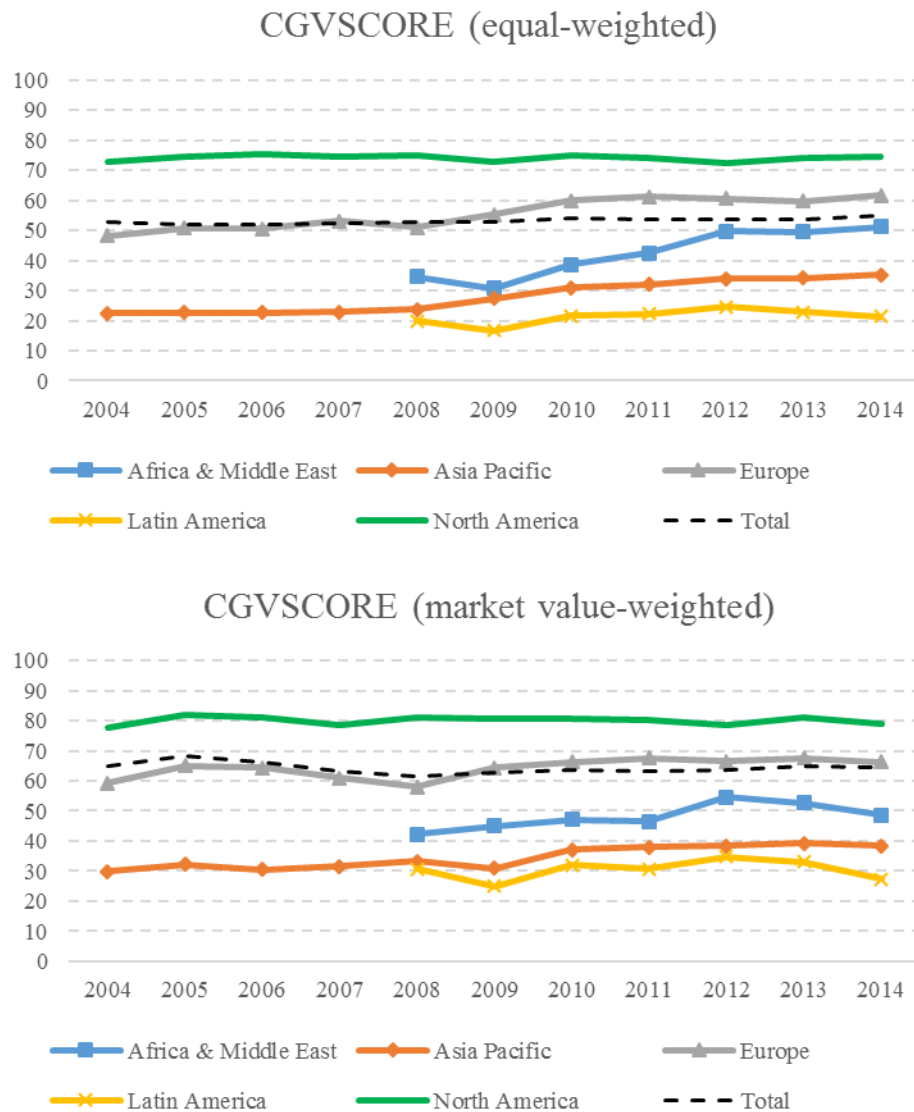 CGVSCORE (equal-weighted)
100
90
80
70
60
50
40
30
20
10
0
2004 2005 2006 2007 2008 2009 2010 2011 2012 2013 2014
Africa & Middle East Asia Pacific Europe
Latin America North America Total
CGVSCORE (market value-weighted)
100
90
80
70
60
50
40
30
20
10
0
2004 2005 2006 2007 2008 2009 2010 2011 2012 2013 2014
Africa & Middle East Asia Pacific Europe
Latin America North America Total